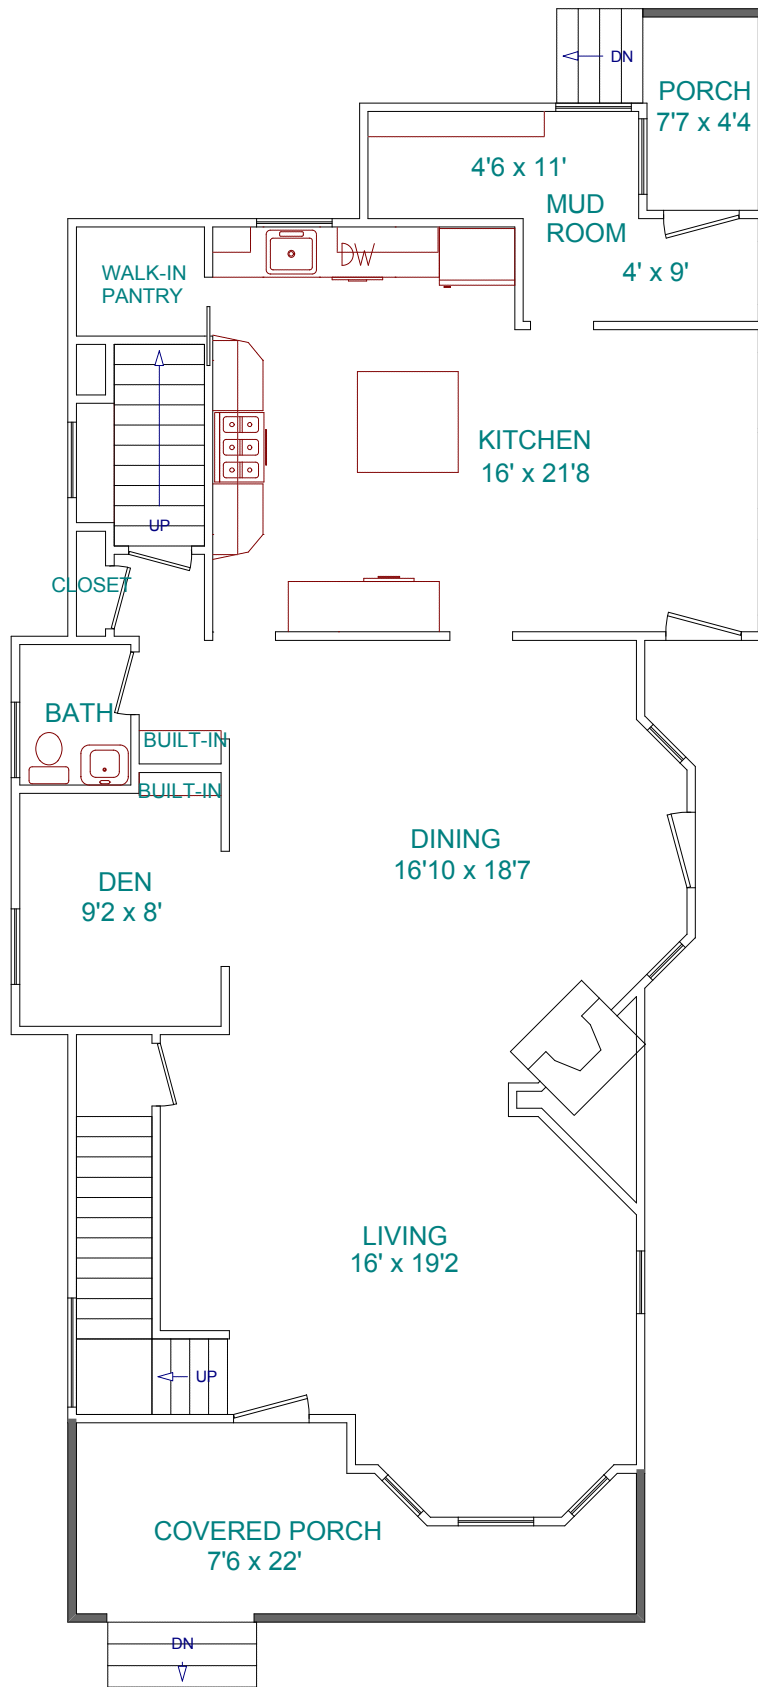 DN
PORCH
7'7 x 4'4
4'6 x 11'
MUD
ROOM
4' x 9'
DW
WALK-IN
PANTRY
KITCHEN
16' x 21'8
UP
CLOSET
BATH
BUILT-IN
BUILT-IN
DINING
16'10 x 18'7
DEN
9'2 x 8'
LIVING
16' x 19'2
UP
COVERED PORCH
7'6 x 22'
DN